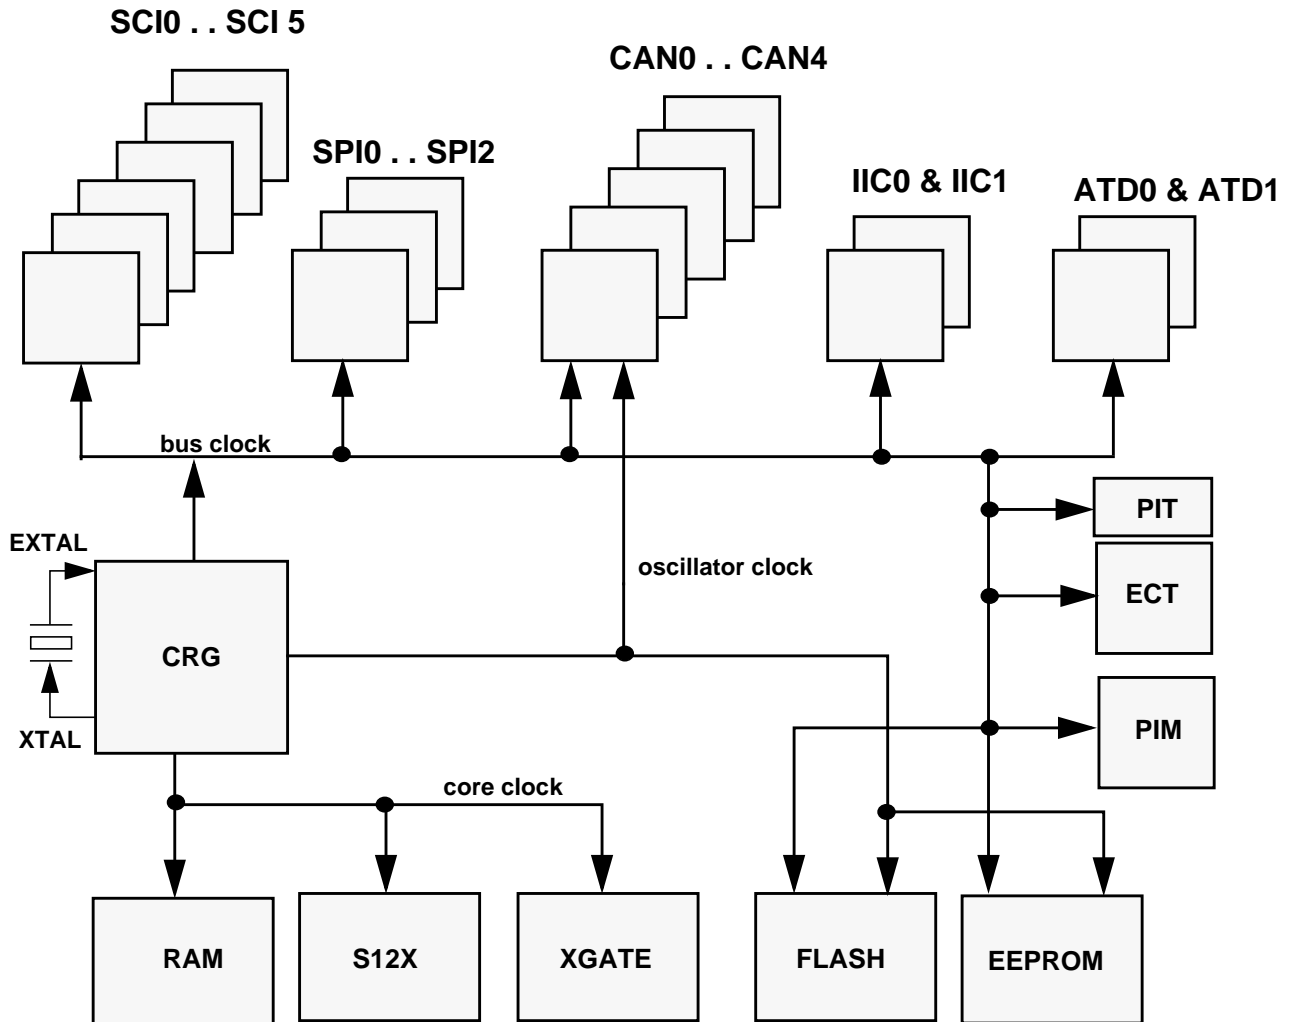 SCI0 . . SCI 5
CAN0 . . CAN4
SPI0 . . SPI2
IIC0 & IIC1
ATD0 & ATD1
bus clock
PIT
EXTAL
oscillator clock
ECT
CRG
XTAL
PIM
core clock
RAM
S12X
XGATE
FLASH
EEPROM